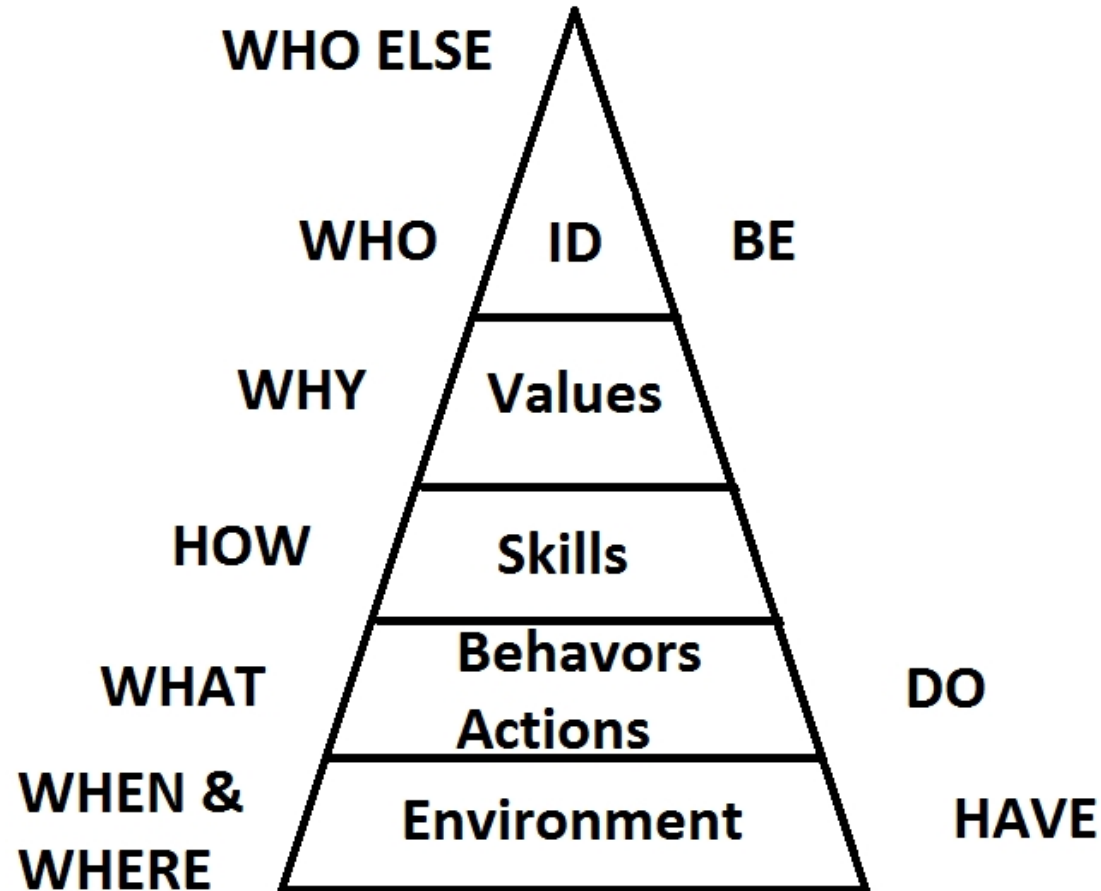 WHO ELSE
WHO ID BE
WHY Values
HOW Skills
Behavors
WHAT DO
Actions
WHEN &
Environment HAVE
WHERE